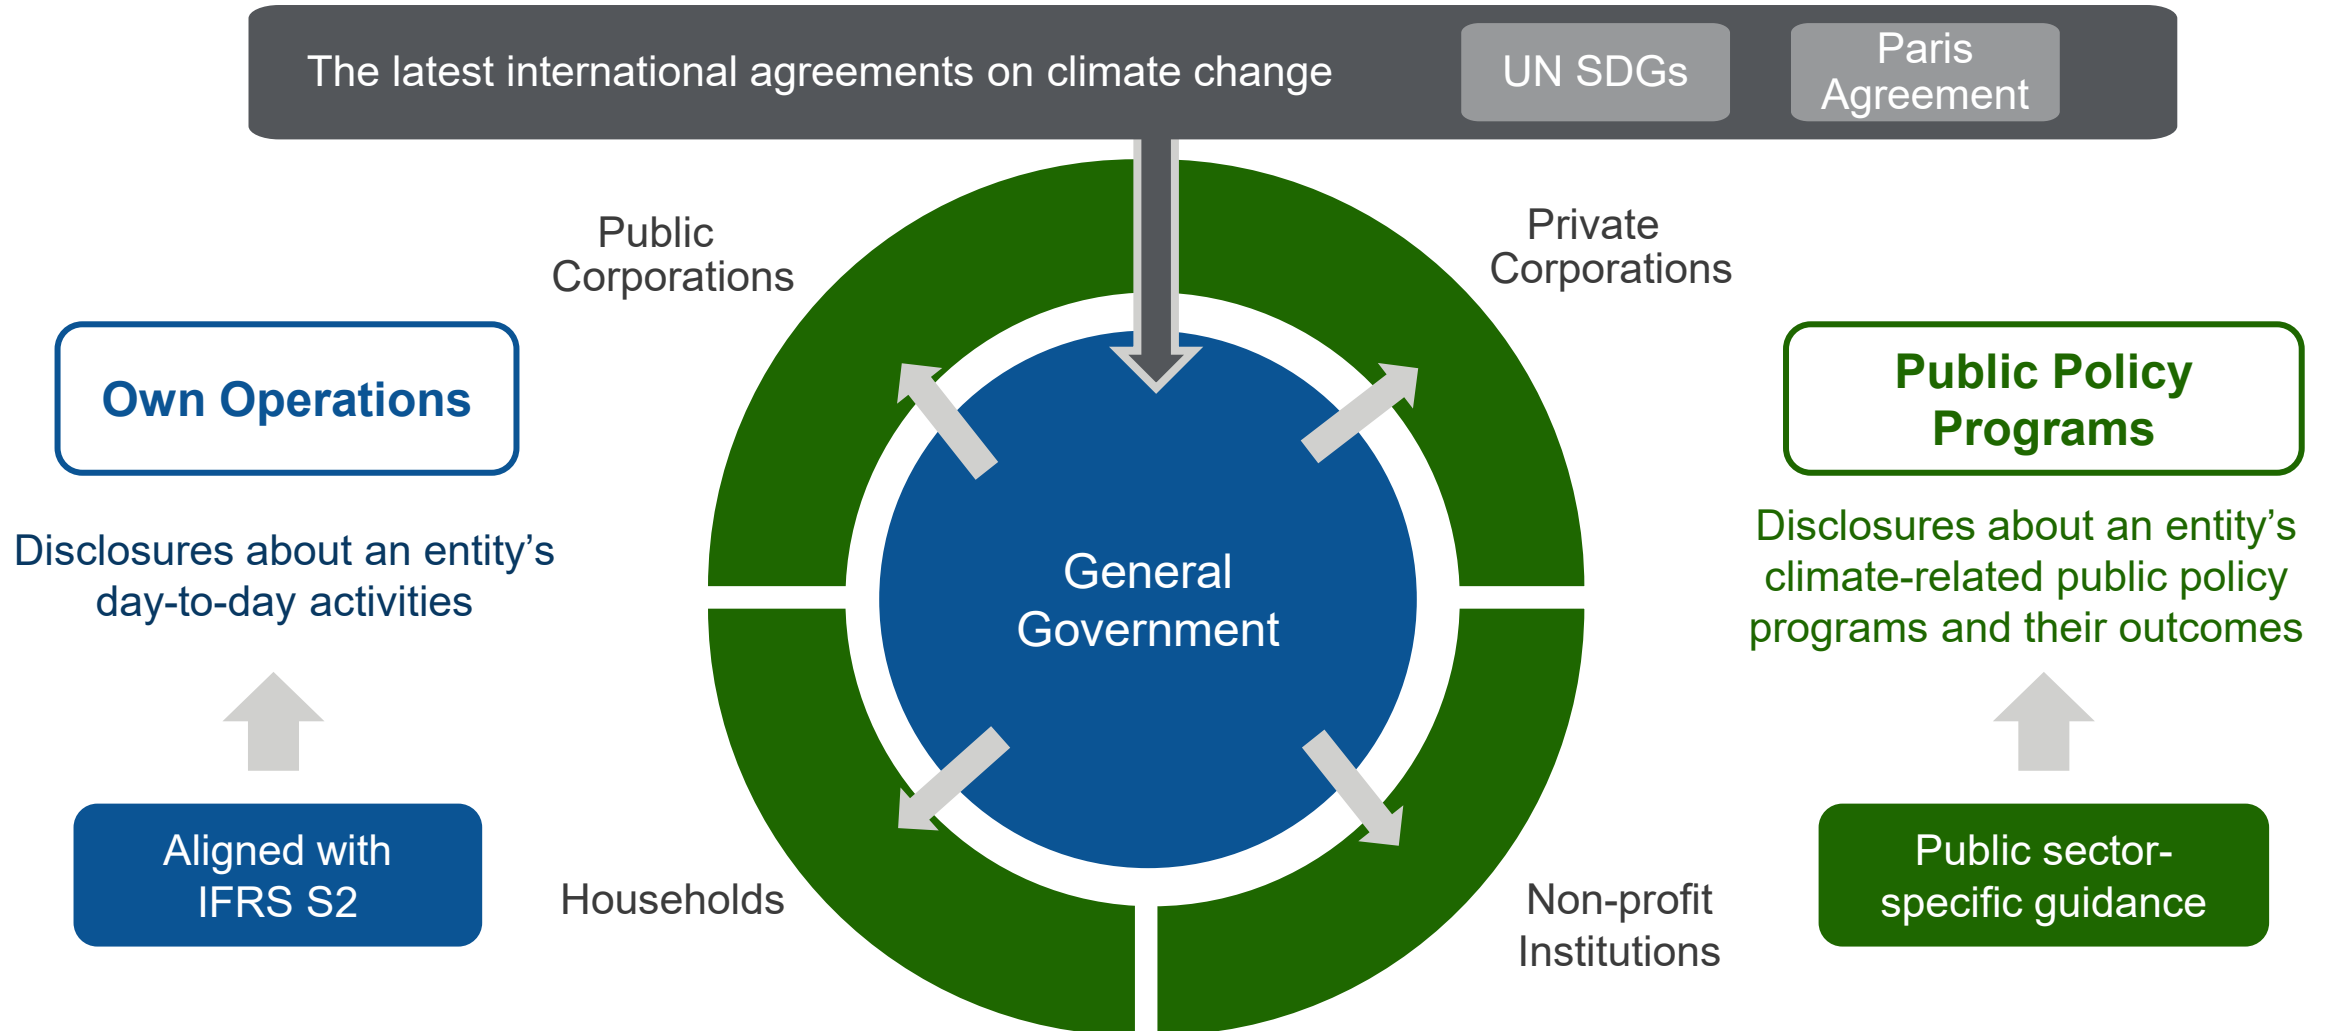 The latest international agreements on climate change
UN SDGs
Paris
Agreement
Public
Corporations
Private
Corporations
Own Operations
Disclosures about an entity’s
day-to-day activities
Aligned with
IFRS S2
General
Government
Households
Non-profit
Institutions
Public Policy
Programs
Disclosures about an entity’s
climate-related public policy
programs and their outcomes
Public sector-
specific guidance